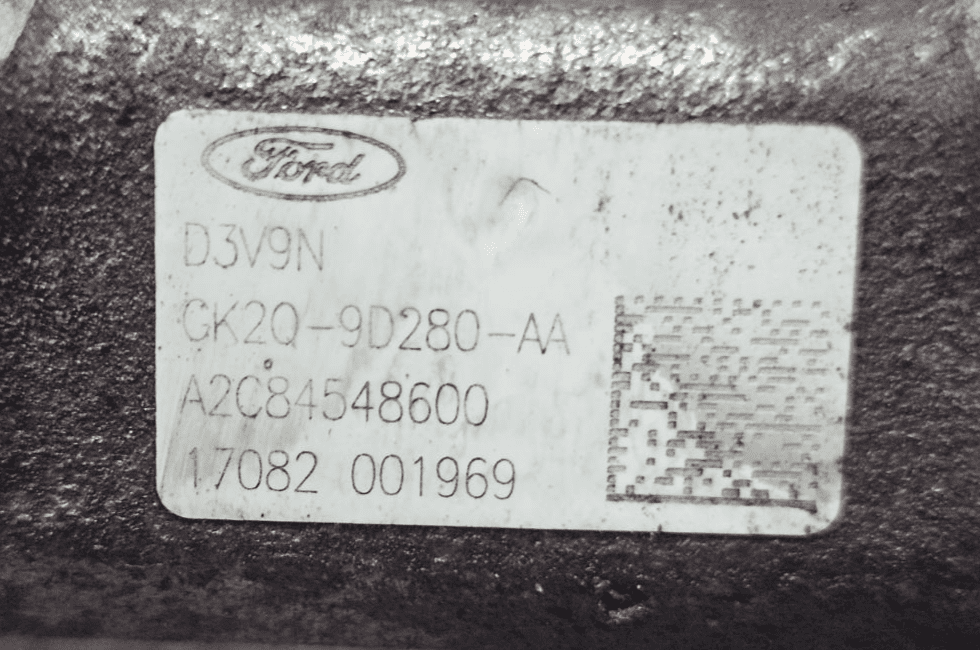 Ford
D3V9N
GK2Q-9D280-AA
A2C84548600
17082 001969